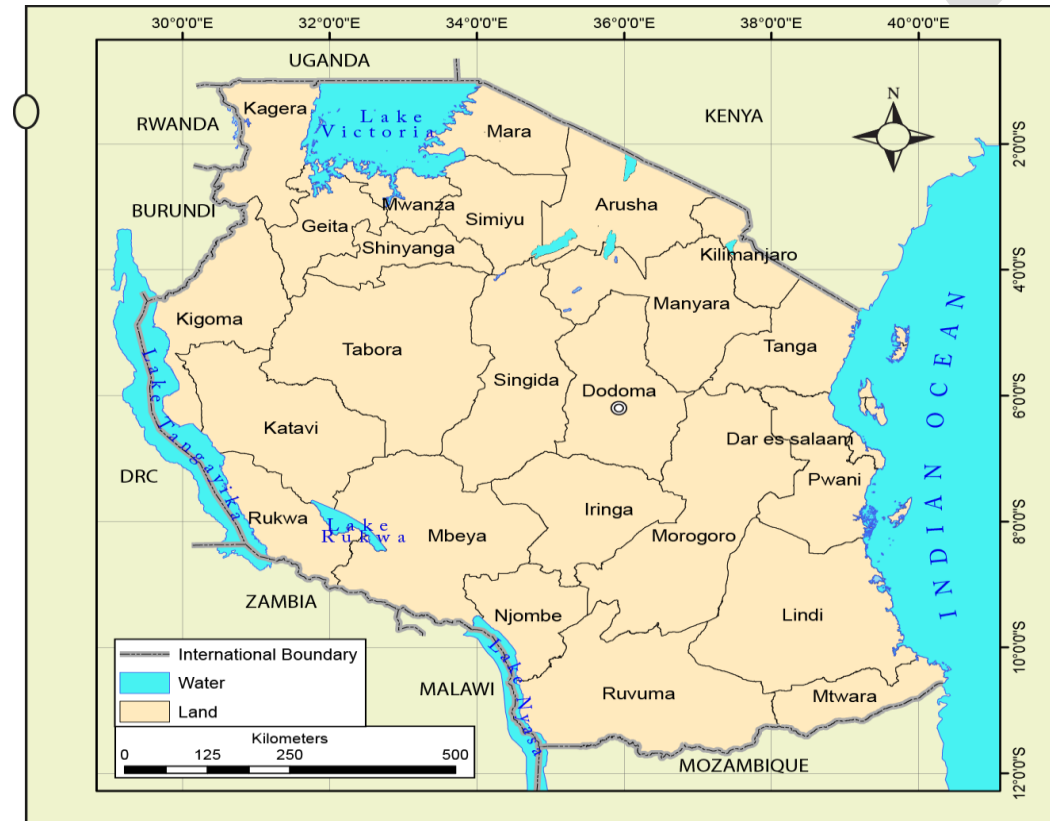 30°0'0"E 32°0'0"E 34°0'0"E 36°0'0"E 38°0'0"E 40°0'0"E
UGANDA
Kagera
Lake
Victoria
RWANDA
Mara
KENYA
N
2°0'0"S
BURUNDI
Mwanza
Geita
Simiyu
Arusha
Shinyanga
Kilimanjaro
4°0'0"S
Kigoma
Manyara
Tabora
Tanga
Singida
Dodoma
6°0'0"S
Lake Tangayika
Katavi
Dar es salaam
DRC
Pwani
INDIAN OCEAN
Rukwa
Lake
Rukwa
Mbeya
Iringa
Morogoro
8°0'0"S
ZAMBIA
Njombe
Lindi
10°0'0"S
International Boundary
Water
Land
MALAWI
Lake Nyasa
Ruvuma
Mtwara
Kilometers
0 125 250 500
MOZAMBIQUE
12°0'0"S